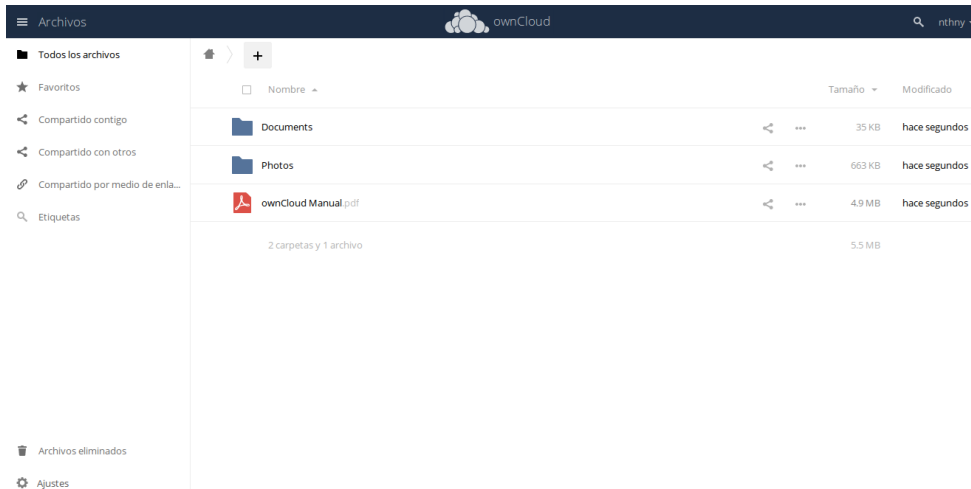 Archivos
ownCloud
nthny
Todos los archivos
Favoritos
Compartido contigo
Compartido con otros
Compartido por medio de enla...
Etiquetas
Archivos eliminados
Ajustes
+
Nombre
Tamaño
Modificado
Documents
35 KB
hace segundos
Photos
663 KB
hace segundos
ownCloud Manual.pdf
4.9 MB
hace segundos
2 carpetas y 1 archivo
5.5 MB